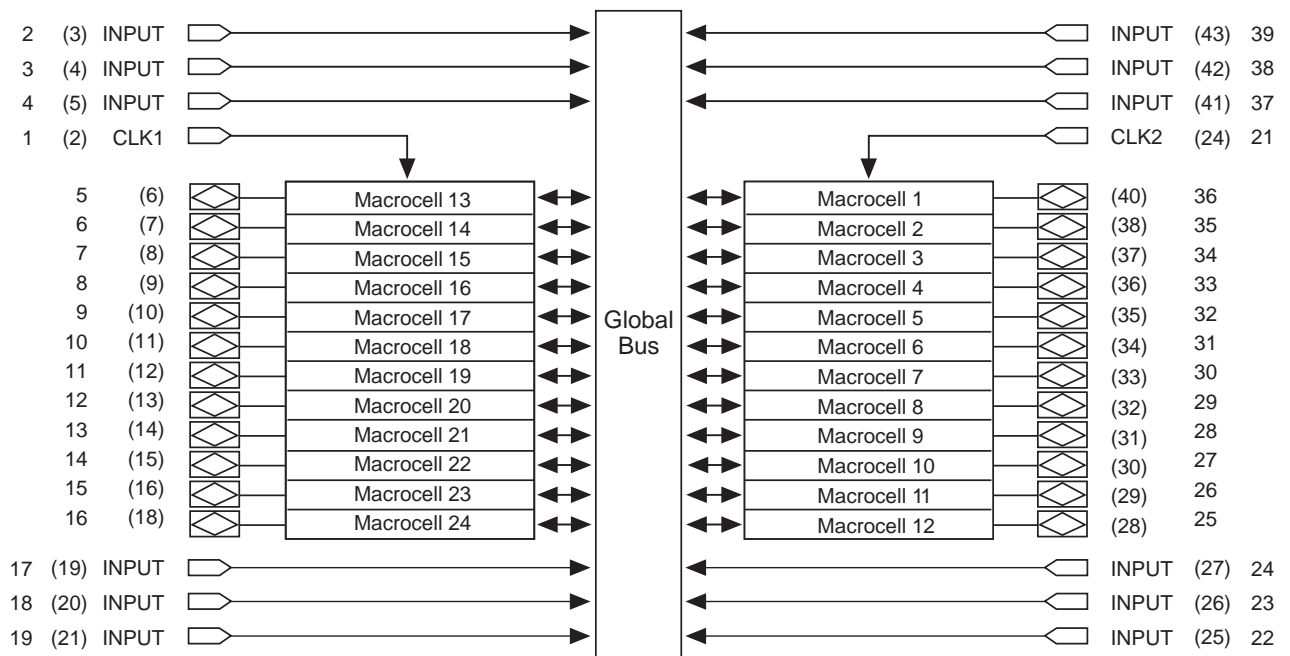 2 (3) INPUT INPUT (43) 39
3 (4) INPUT INPUT (42) 38
4 (5) INPUT INPUT (41) 37
1 (2) CLK1 CLK2 (24) 21
5 (6) Macrocell 13 Macrocell 1 (40) 36
6 (7) Macrocell 14 Macrocell 2 (38) 35
7 (8) Macrocell 15 Macrocell 3 (37) 34
8 (9) Macrocell 16 Macrocell 4 (36) 33
9 (10) Macrocell 17 Global Macrocell 5 (35) 32
10 (11) Macrocell 18 Bus Macrocell 6 (34) 31
11 (12) Macrocell 19 Macrocell 7 (33) 30
12 (13) Macrocell 20 Macrocell 8 (32) 29
13 (14) Macrocell 21 Macrocell 9 (31) 28
14 (15) Macrocell 22 Macrocell 10 (30) 27
15 (16) Macrocell 23 Macrocell 11 (29) 26
16 (18) Macrocell 24 Macrocell 12 (28) 25
17 (19) INPUT INPUT (27) 24
18 (20) INPUT INPUT (26) 23
19 (21) INPUT INPUT (25) 22